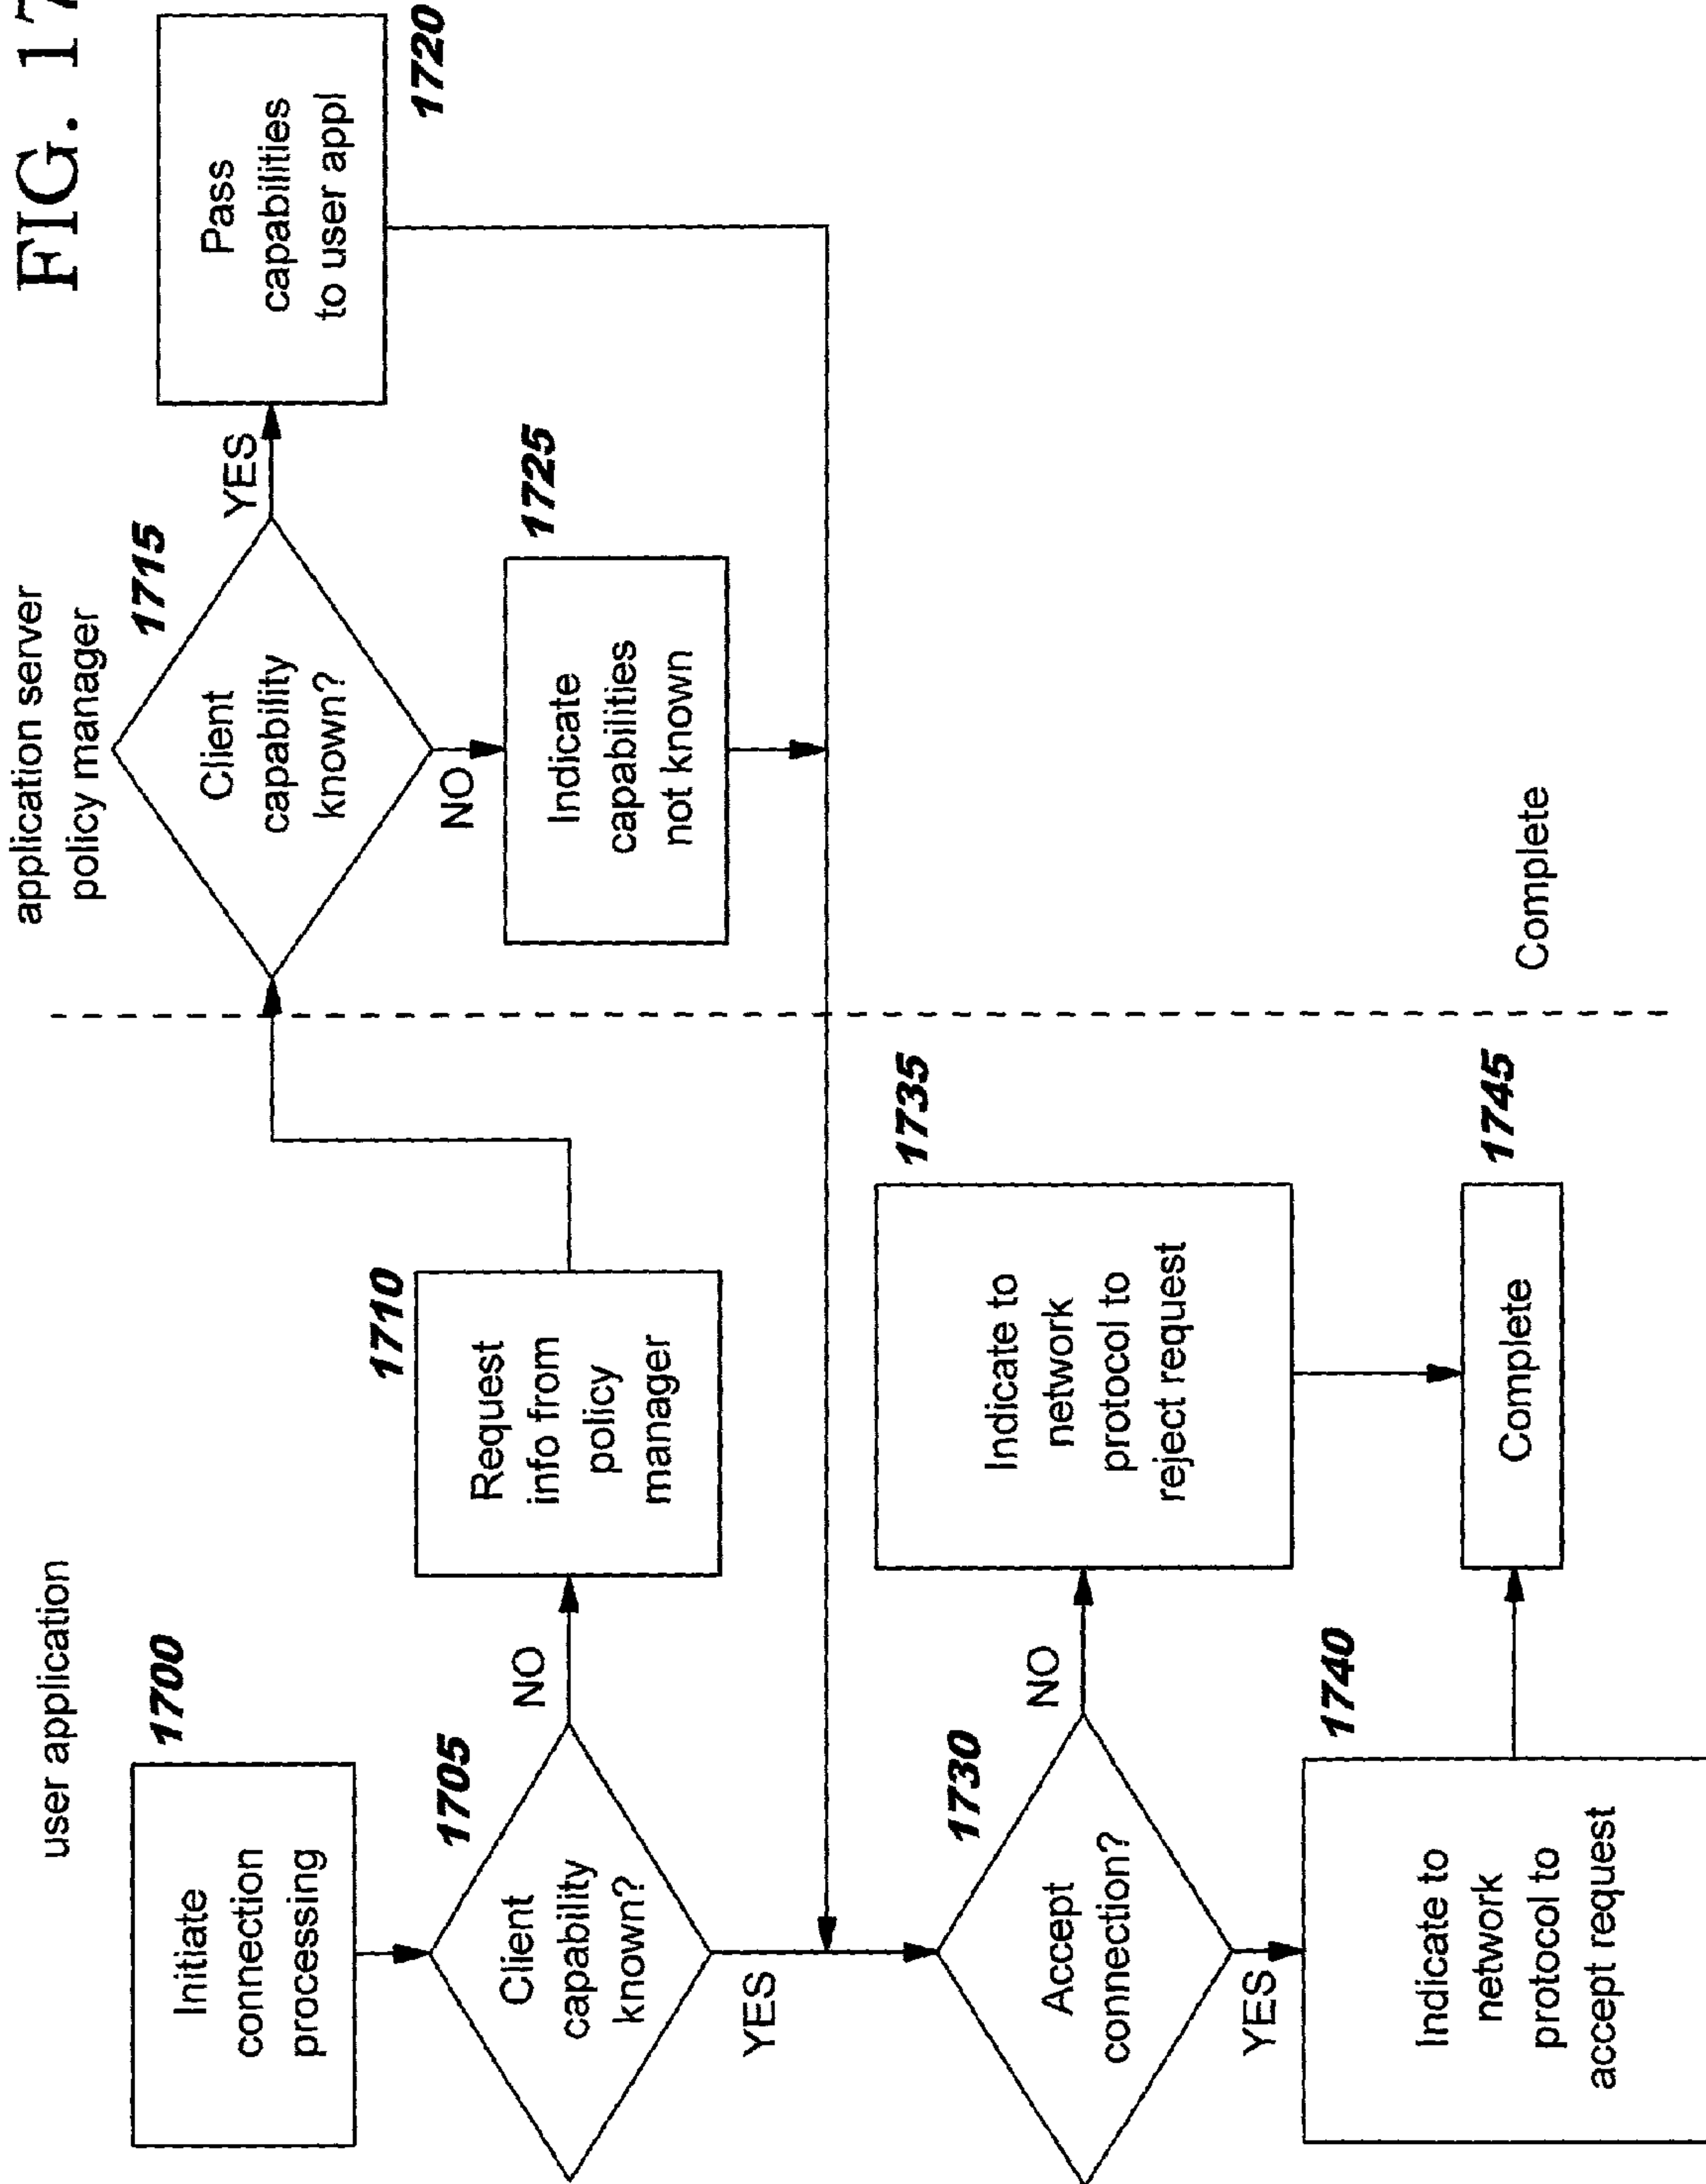 FIG. 17
user application
application server
policy manager
1700
Initiate
connection
processing
1705
Client
capability
known?
NO
YES
1710
Request
info from
policy
manager
1715
Client
capability
known?
YES
NO
1720
Pass
capabilities
to user appl
1725
Indicate
capabilities
not known
1730
Accept
connection?
NO
YES
1735
Indicate to
network
protocol to
reject request
1740
Indicate to
network
protocol to
accept request
1745
Complete
Complete